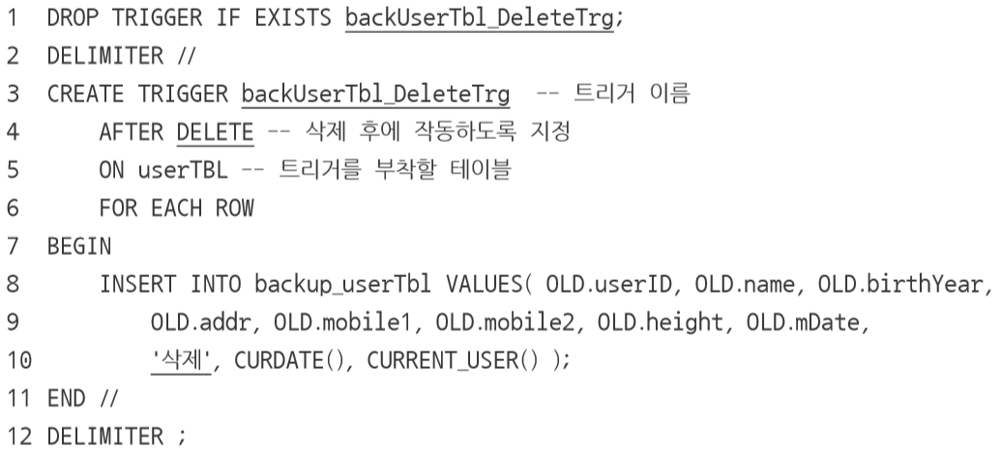 1 DROP TRIGGER IF EXISTS backUserTbl_DeleteTrg;
2 DELIMITER //
3 CREATE TRIGGER backUserTbl_DeleteTrg -- 트리거 이름
4 AFTER DELETE -- 삭제 후에 작동하도록 지정
5 ON userTBL -- 트리거를 부착할 테이블
6 FOR EACH ROW
7 BEGIN
8 INSERT INTO backup_userTbl VALUES( OLD.userID, OLD.name, OLD.birthYear,
9 OLD.addr, OLD.mobile1, OLD.mobile2, OLD.height, OLD.mDate,
10 '삭제', CURDATE(), CURRENT_USER() );
11 END //
12 DELIMITER ;